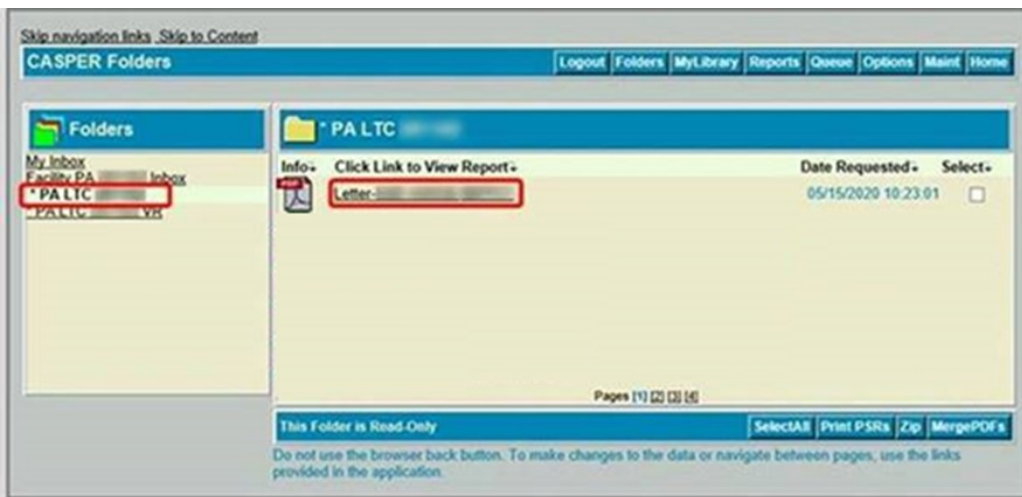 Skip navigation links Skip to Content
CASPER Folders
Logout Folders MyLibrary Reports Queue Options Maint Home
Folders
My Inbox
Facility PA Inbox
* PA LTC
* PA LTC VR
* PA LTC
Info Click Link to View Report Date Requested Select
PDF
Letter- 05/15/2020 10:23:01
Pages [1] [2] [3] [4]
This Folder is Read-Only
SelectAll Print PSRs Zip MergePDFs
Do not use the browser back button. To make changes to the data or navigate between pages, use the links
provided in the application.